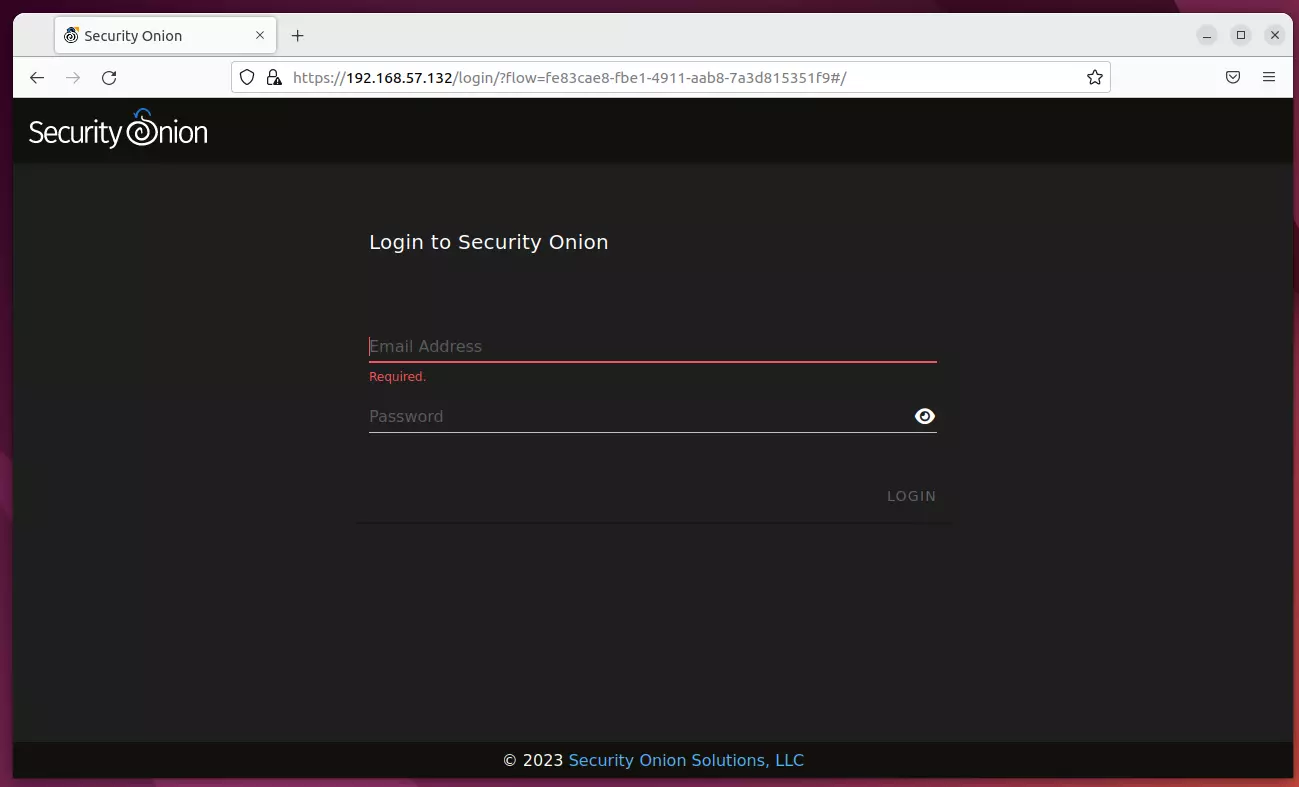 Security Onion
https://192.168.57.132/login/?flow=fe83cae8-fbe1-4911-aab8-7a3d815351f9#/
Security Onion
Login to Security Onion
Email Address
Required.
Password
LOGIN
© 2023 Security Onion Solutions, LLC